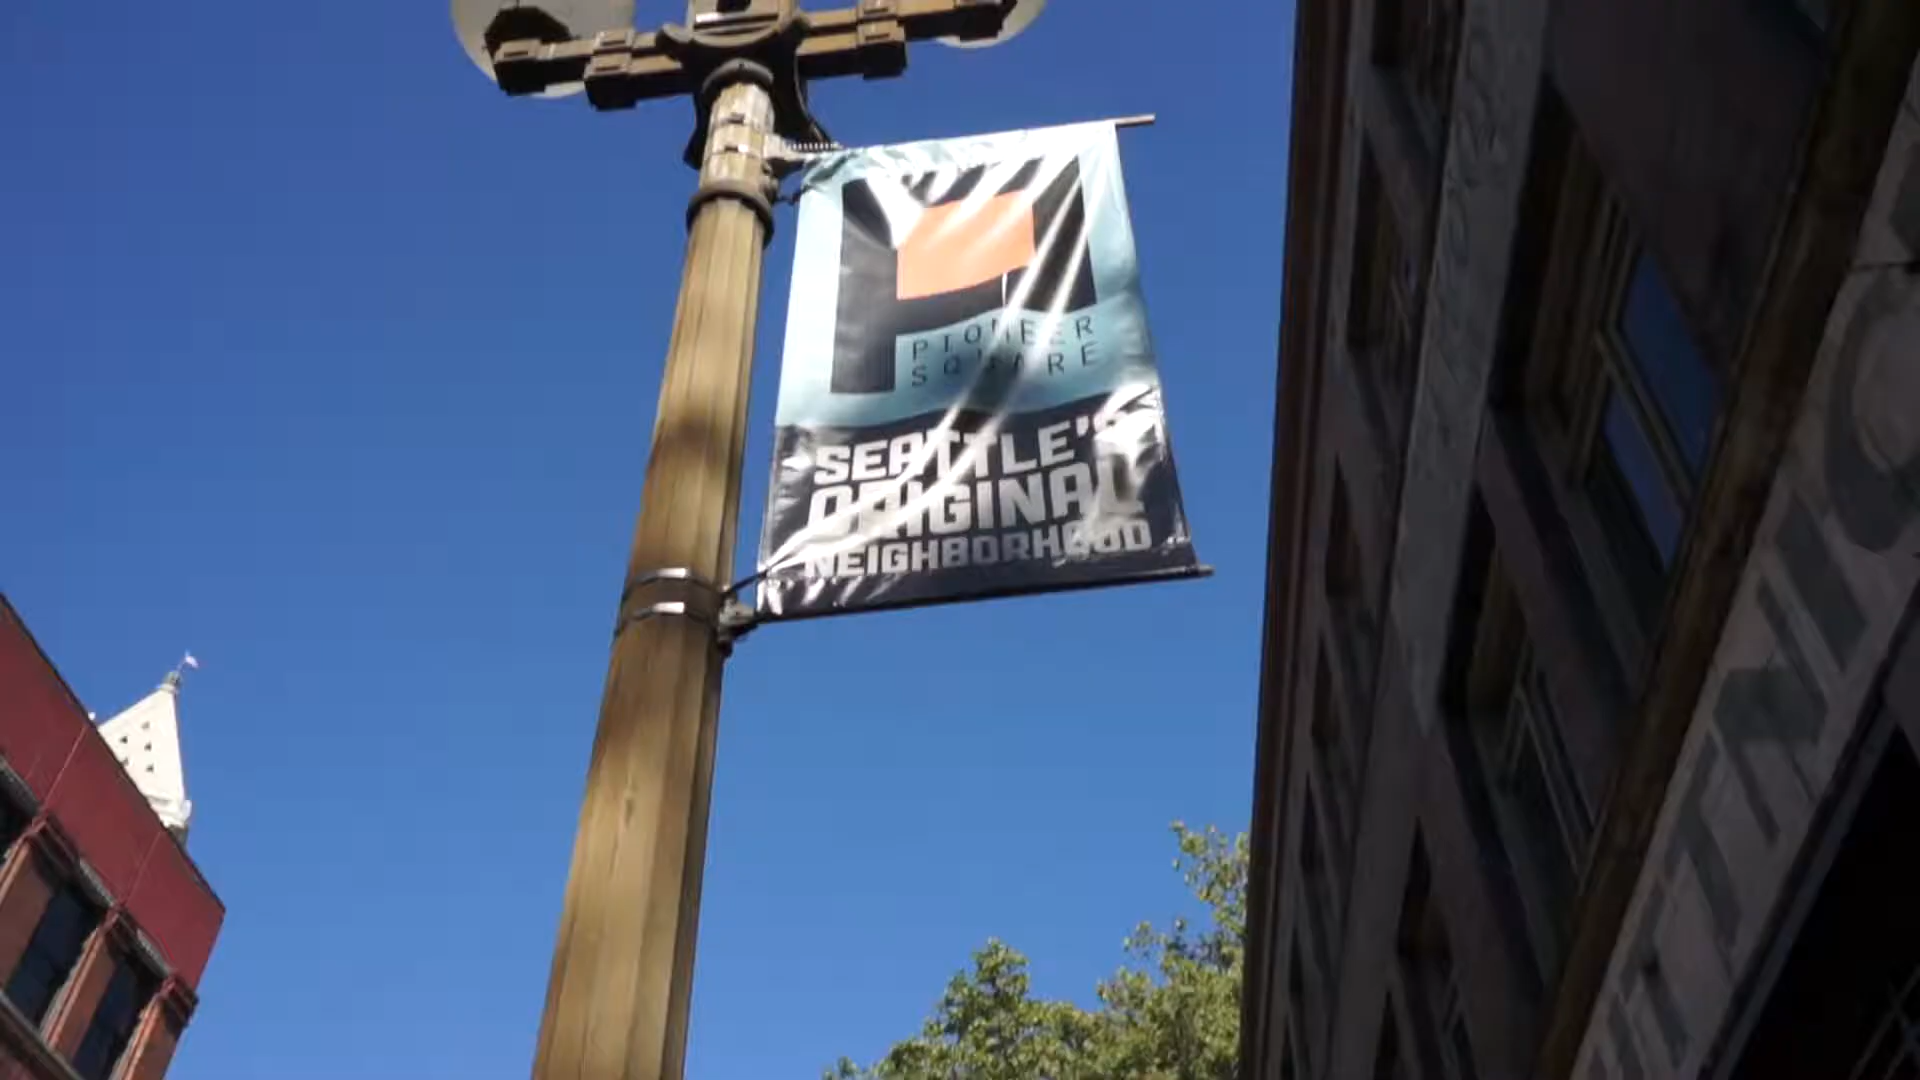 PIONEER
SQUARE
SEATTLE'S
ORIGINAL
NEIGHBORHOOD